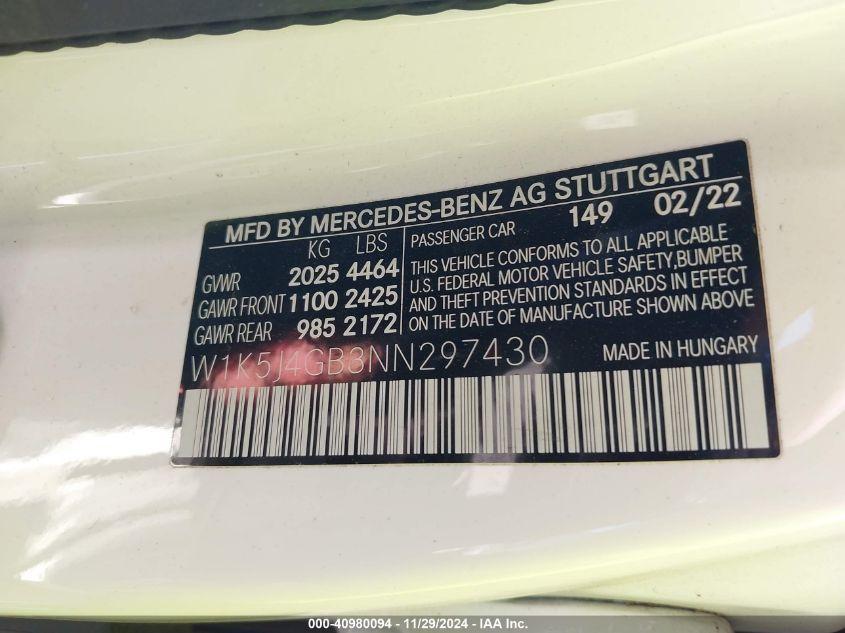 MFD BY MERCEDES-BENZ AG STUTTGART
KG LBS
GVWR 2025 4464
GAWR FRONT 1100 2425
GAWR REAR 985 2172
PASSENGER CAR 149 02/22
THIS VEHICLE CONFORMS TO ALL APPLICABLE
U.S. FEDERAL MOTOR VEHICLE SAFETY,BUMPER
AND THEFT PREVENTION STANDARDS IN EFFECT
ON THE DATE OF MANUFACTURE SHOWN ABOVE
W1K5J4GB3NN297430
MADE IN HUNGARY
000-40980094 - 11/29/2024 - IAA Inc.